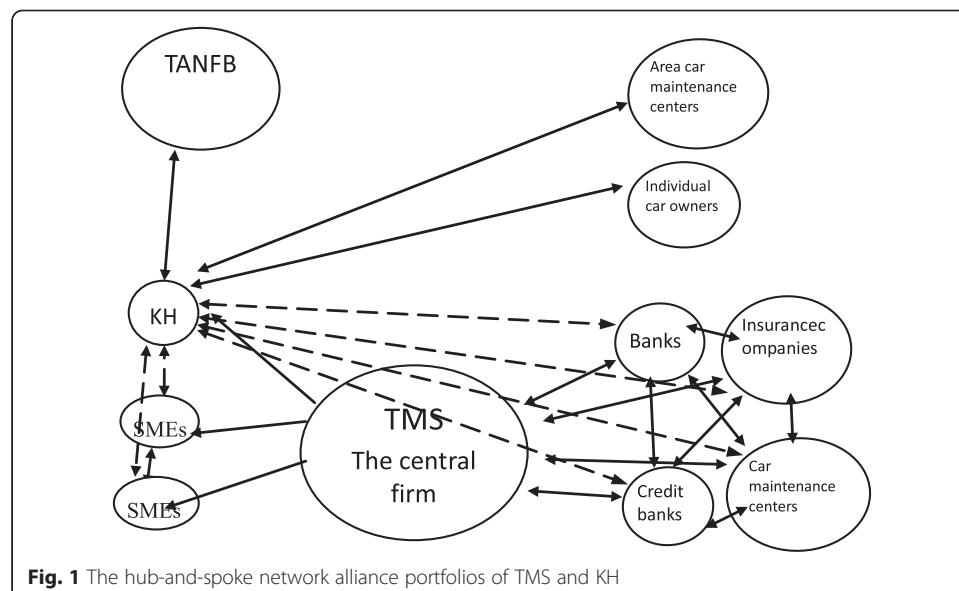 TANFB
Area car
maintenance
centers
Individual
car owners
KH
Banks
Insurancec
ompanies
TMS
The central
firm
SMEs
SMEs
Credit
banks
Car
maintenance
centers
Fig. 1 The hub-and-spoke network alliance portfolios of TMS and KH